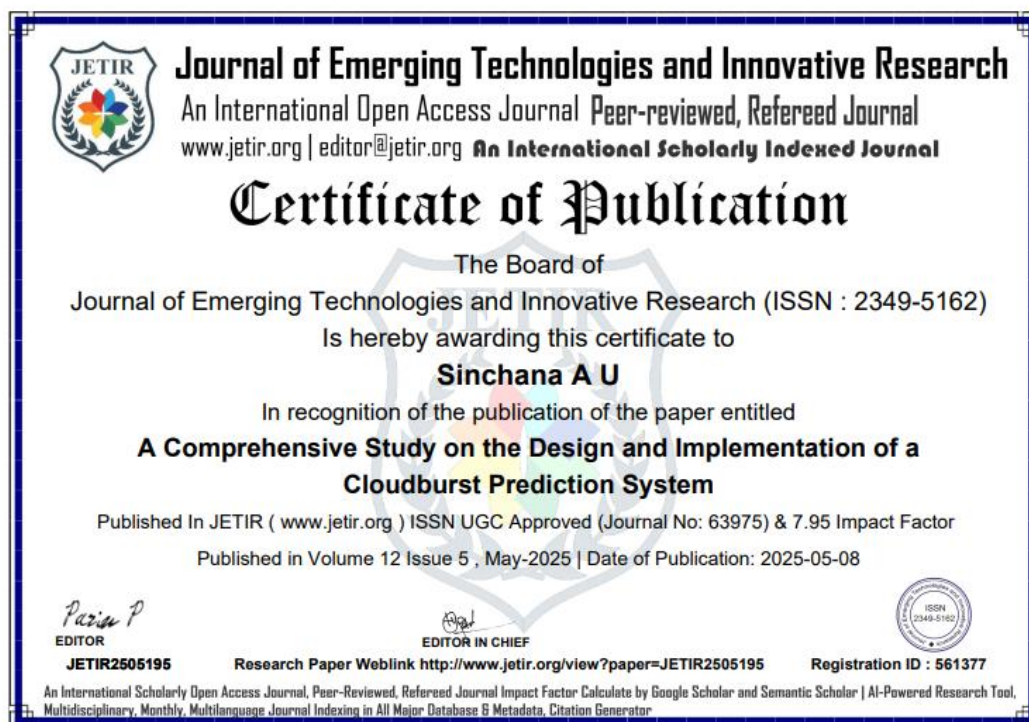 JETIR
Journal of Emerging Technologies and Innovative Research
An International Open Access Journal Peer-reviewed, Refereed Journal
www.jetir.org | editor@jetir.org An International Scholarly Indexed Journal
Certificate of Publication
The Board of
JETIR
Journal of Emerging Technologies and Innovative Research (ISSN : 2349-5162)
Is hereby awarding this certificate to
Sinchana A U
In recognition of the publication of the paper entitled
A Comprehensive Study on the Design and Implementation of a
Cloudburst Prediction System
Published In JETIR ( www.jetir.org ) ISSN UGC Approved (Journal No: 63975) & 7.95 Impact Factor
Published in Volume 12 Issue 5 , May-2025 | Date of Publication: 2025-05-08
EDITOR
EDITOR IN CHIEF
ISSN
2349-5162
JETIR2505195 Research Paper Weblink http://www.jetir.org/view?paper=JETIR2505195 Registration ID : 561377
An International Scholarly Open Access Journal, Peer-Reviewed, Refereed Journal Impact Factor Calculate by Google Scholar and Semantic Scholar | AI-Powered Research Tool,
Multidisciplinary, Monthly, Multilanguage Journal Indexing in All Major Database & Metadata, Citation Generator